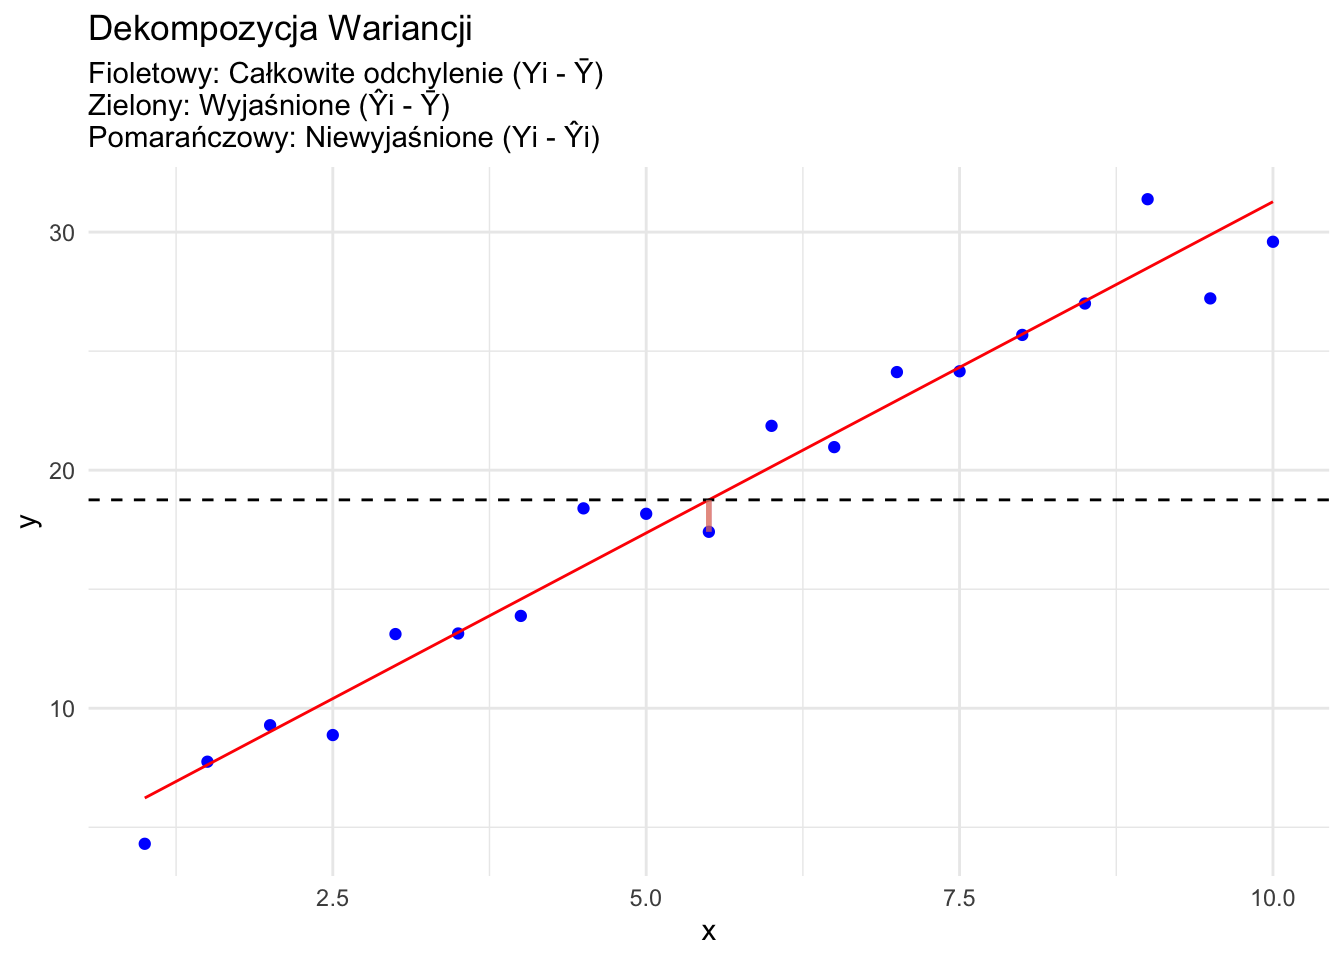 Dekompozycja Wariancji
Fioletowy: Całkowite odchylenie (Yi - Ȳ)
Zielony: Wyjaśnione (Ŷi - Ȳ)
Pomarańczowy: Niewyjaśnione (Yi - Ŷi)
30
20
10
y
2.5 5.0 7.5 10.0
x